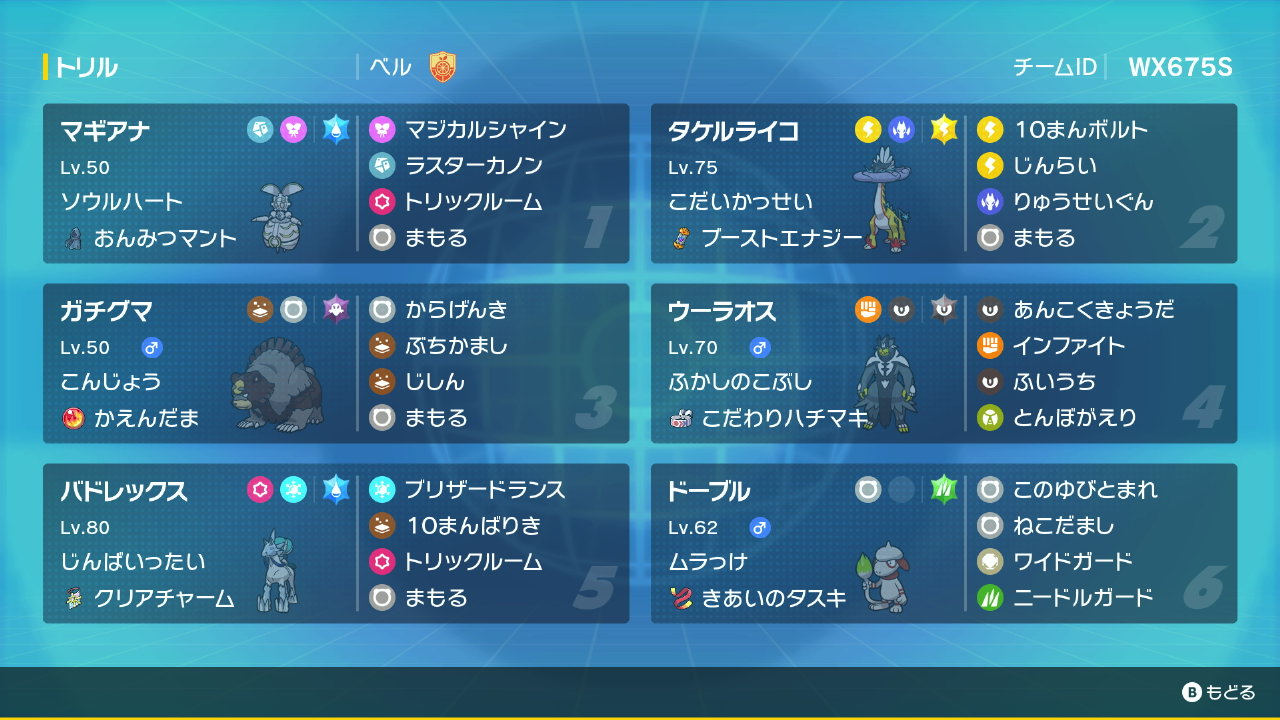 トリル
ベル
チームID WX675S
マギアナ
Lv.50
ソウルハート
おんみつマント
マジカルシャイン
ラスターカノン
トリックルーム
まもる
1
タケルライコ
Lv.75
こだいかっせい
ブーストエナジー
10まんボルト
じんらい
りゅうせいぐん
まもる
2
ガチグマ
Lv.50
こんじょう
かえんだま
からげんき
ぶちかまし
じしん
まもる
3
ウーラオス
Lv.70
ふかしのこぶし
こだわりハチマキ
あんこくきょうだ
インファイト
ふいうち
とんぼがえり
4
バドレックス
Lv.80
じんばいったい
クリアチャーム
ブリザードランス
10まんばりき
トリックルーム
まもる
5
ドーブル
Lv.62
ムラっけ
きあいのタスキ
このゆびとまれ
ねこだまし
ワイドガード
ニードルガード
6
B もどる